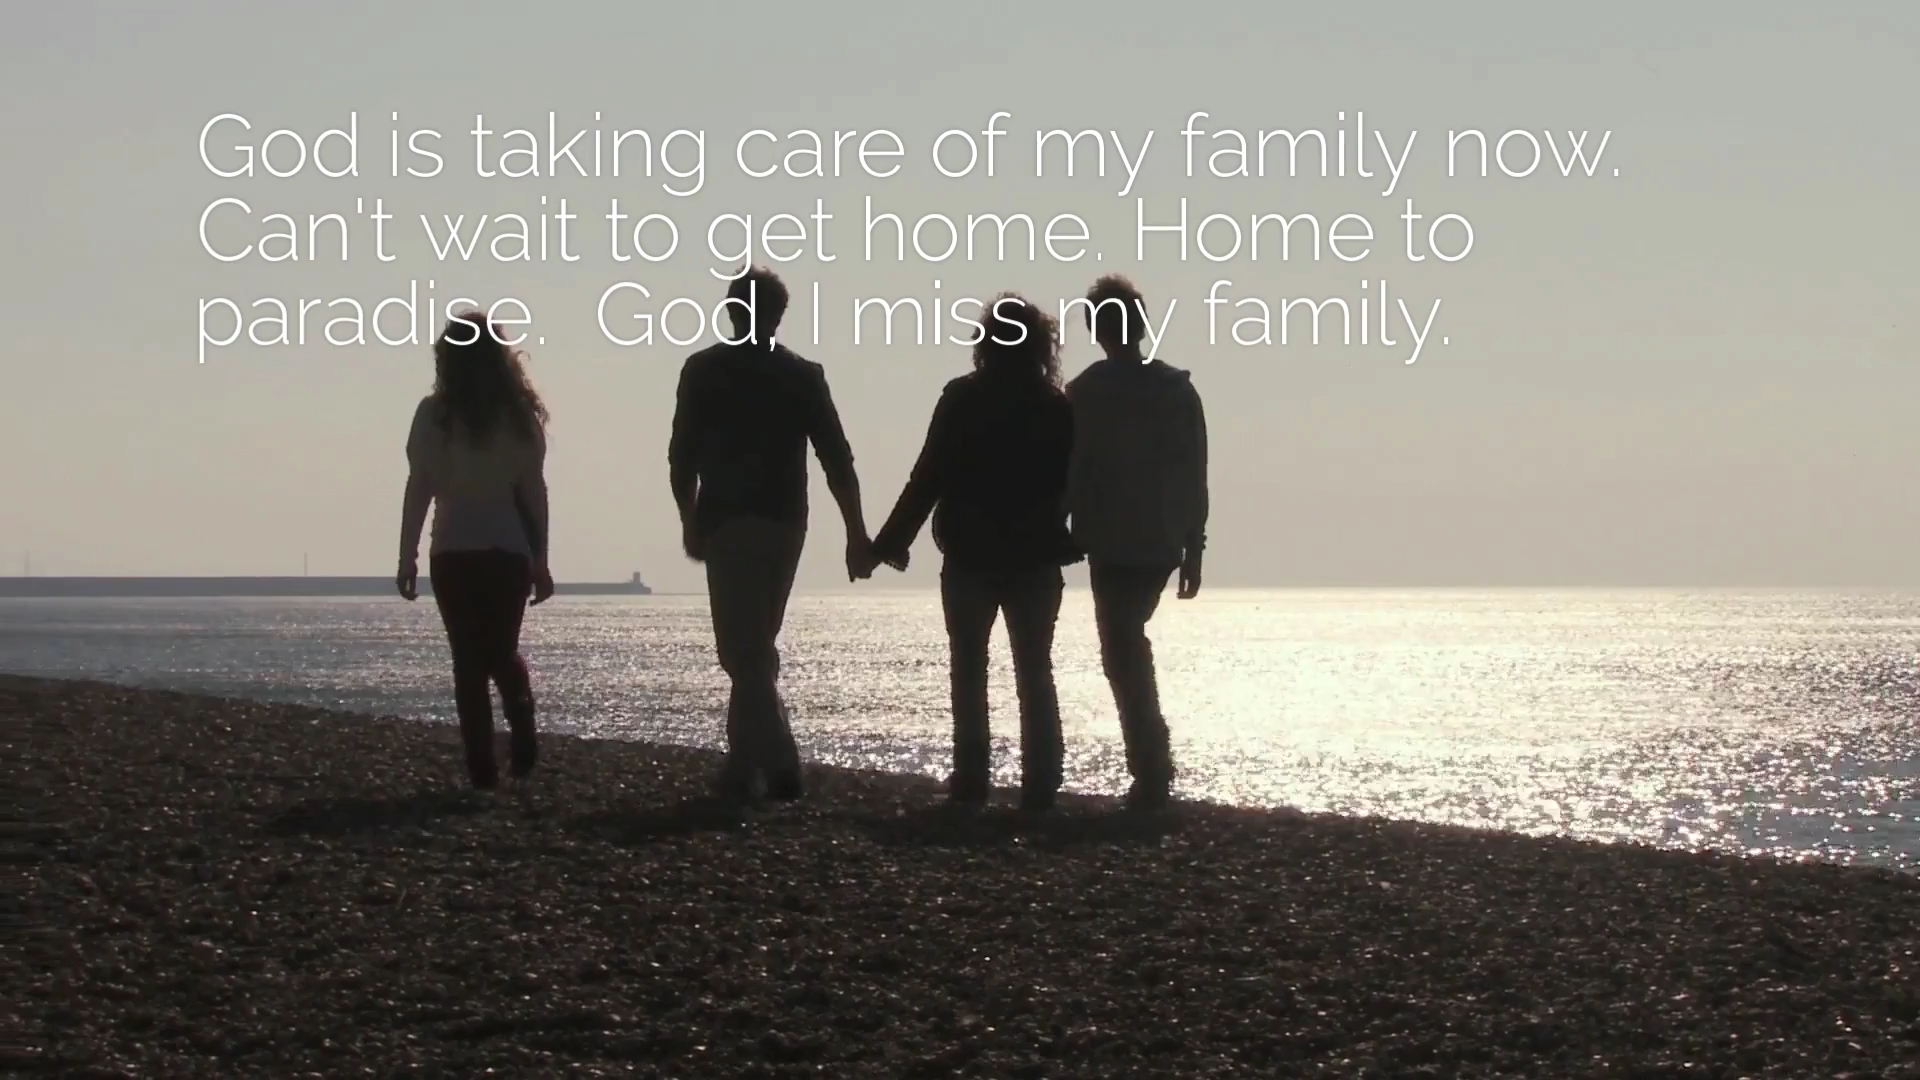 God is taking care of my family now.
Can't wait to get home. Home to
paradise.  God, I miss my family.